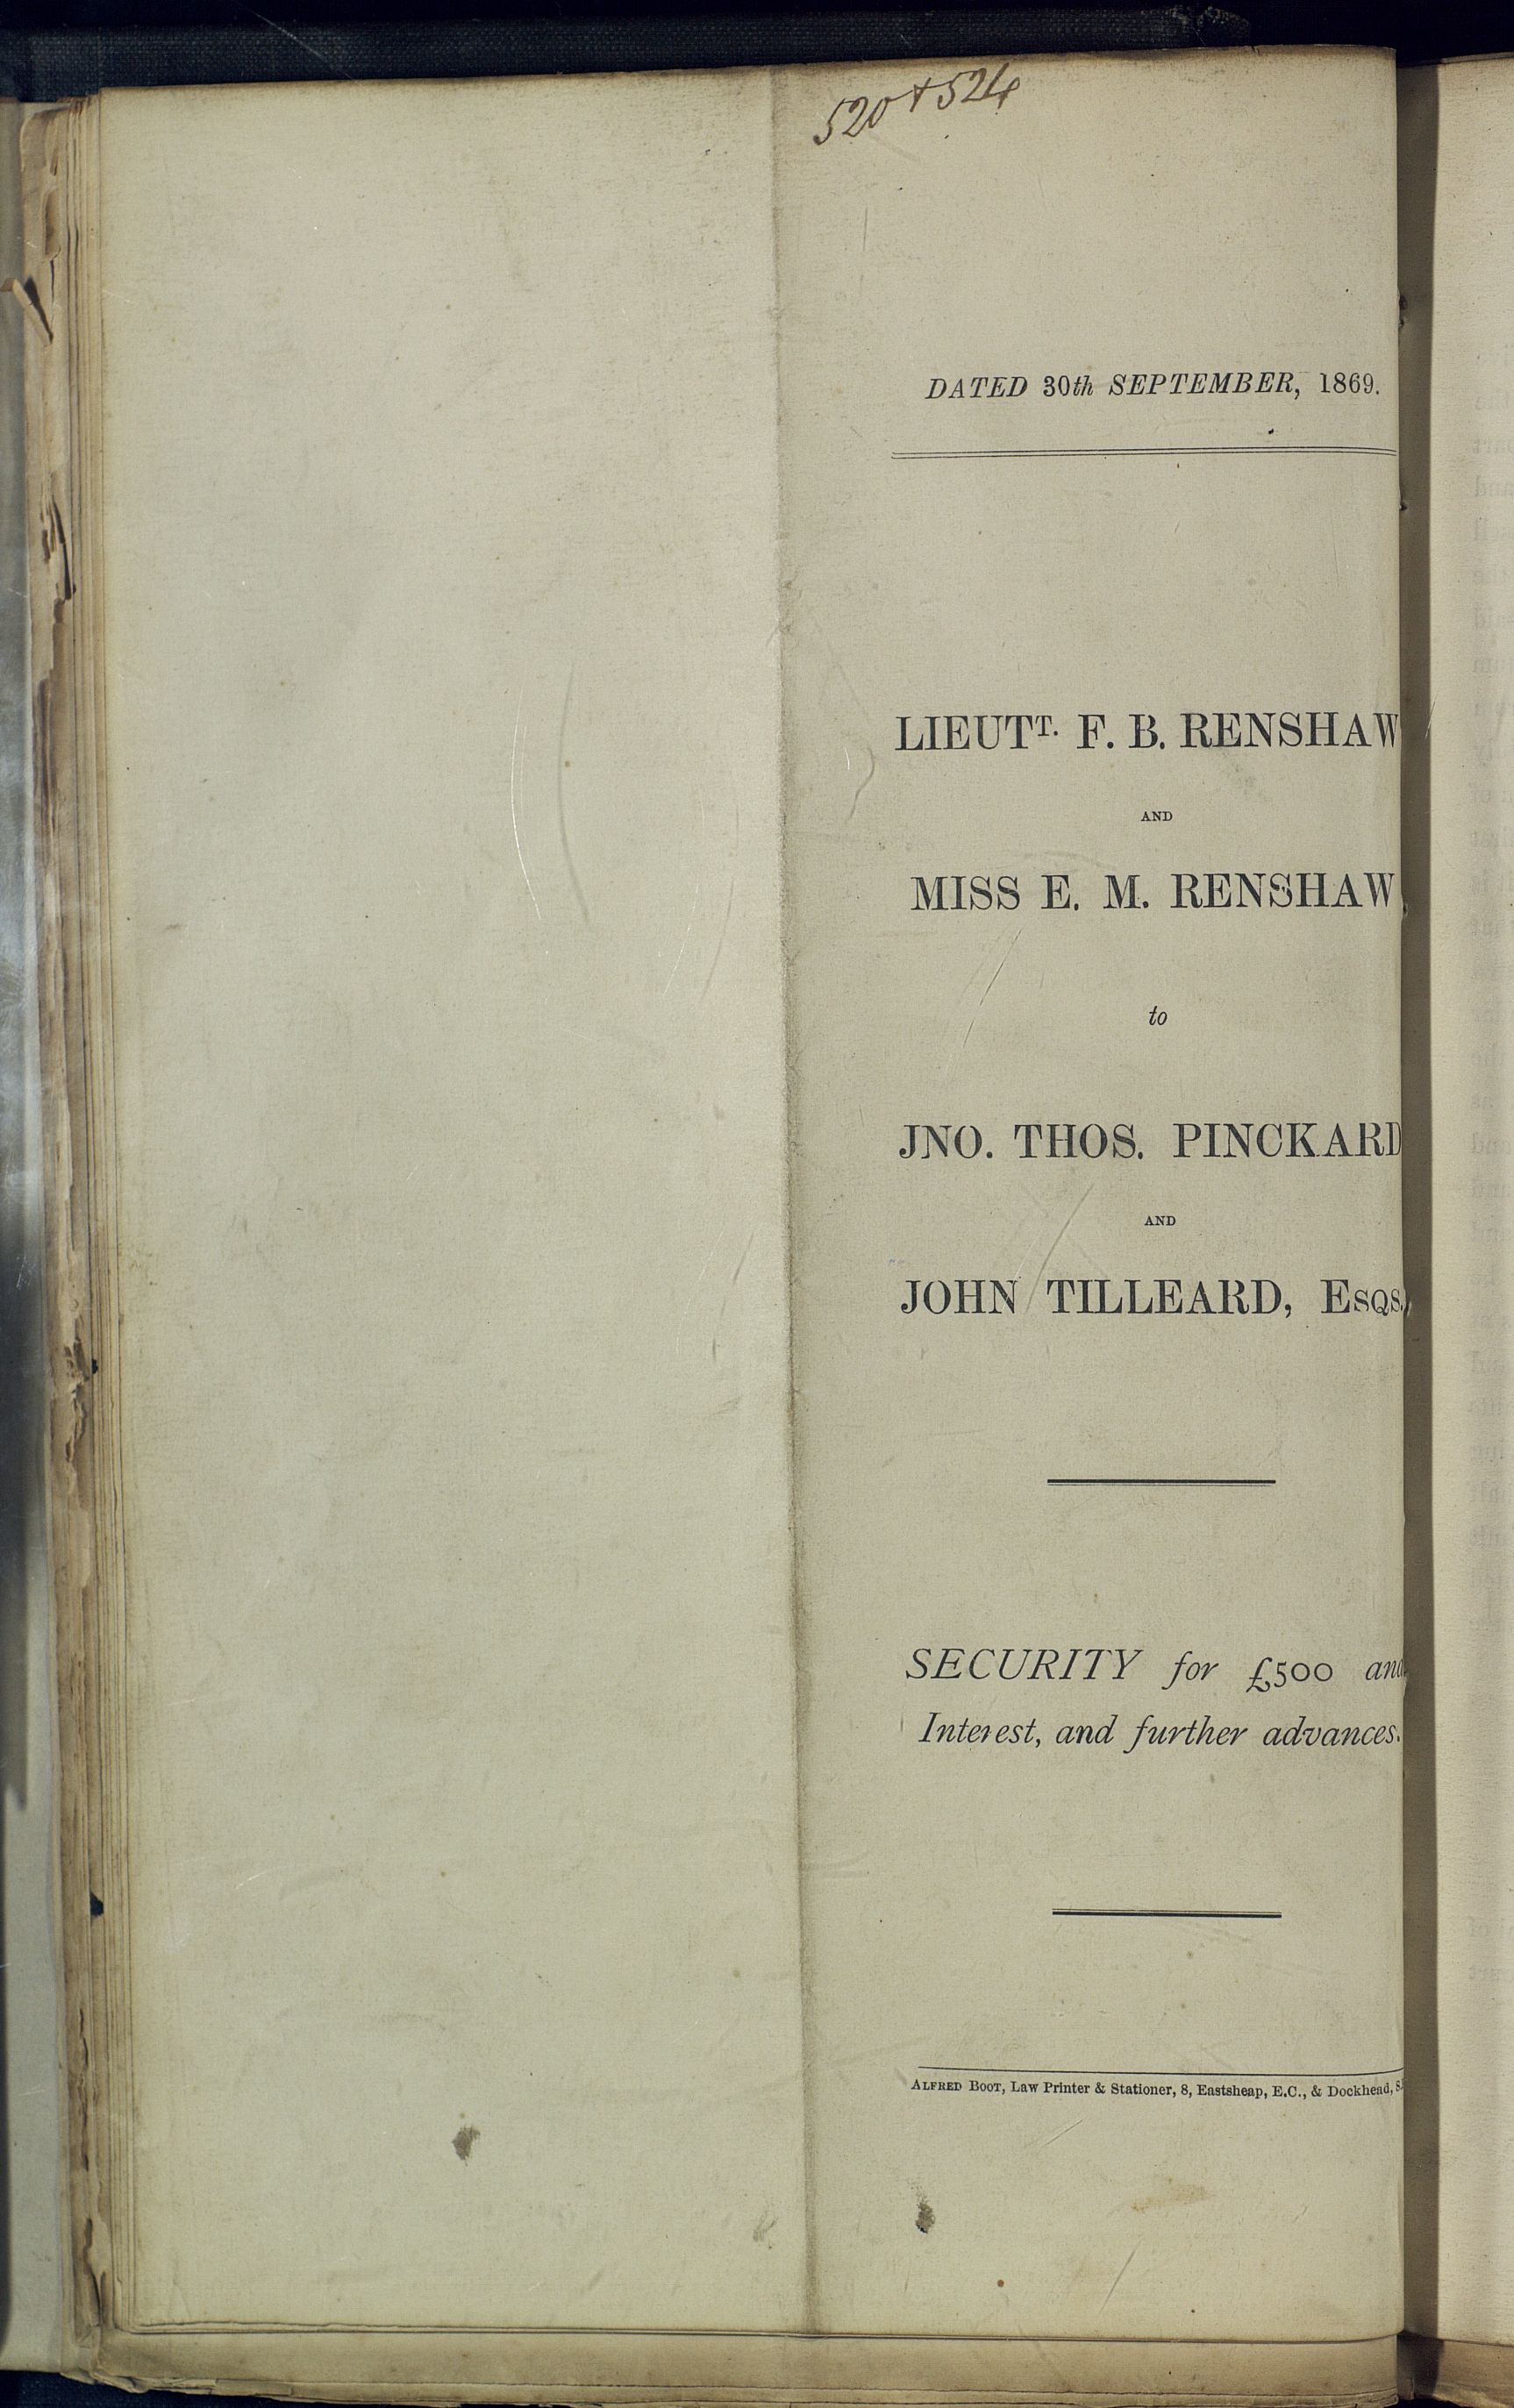 520 + 524
DATED 30th SEPTEMBER, 1869.
LIEUTT. F. B. RENSHAW
AND
MISS E. M. RENSHAW,
to
JNO. THOS. PINCKARD
AND
JOHN TILLEARD, ESQS.
SECURITY for £500 and
Interest, and further advances.
ALFRED BOOT, Law Printer & Stationer, 8, Eastsheap, E.C., & Dockhead,